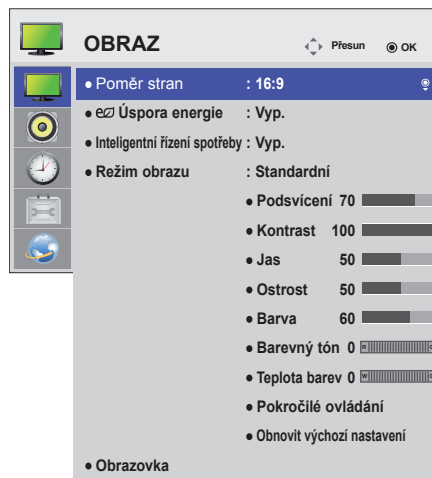 OBRAZ Přesun OK
• Poměr stran : 16:9
• Úspora energie : Vyp.
• Inteligentní řízení spotřeby : Vyp.
• Režim obrazu : Standardní
• Podsvícení 70
• Kontrast 100
• Jas 50
• Ostrost 50
• Barva 60
• Barevný tón 0 R G
• Teplota barev 0 W C
• Pokročilé ovládání
• Obnovit výchozí nastavení
• Obrazovka